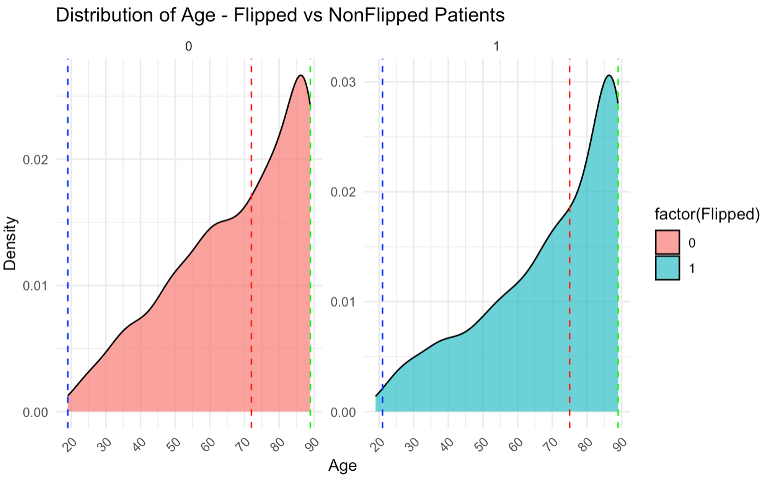 Distribution of Age - Flipped vs NonFlipped Patients
0 1
0.03
0.02
0.01
0.00
0.02
0.01
0.00
Density
20 30 40 50 60 70 80 90
20 30 40 50 60 70 80 90
Age
factor(Flipped)
0
1